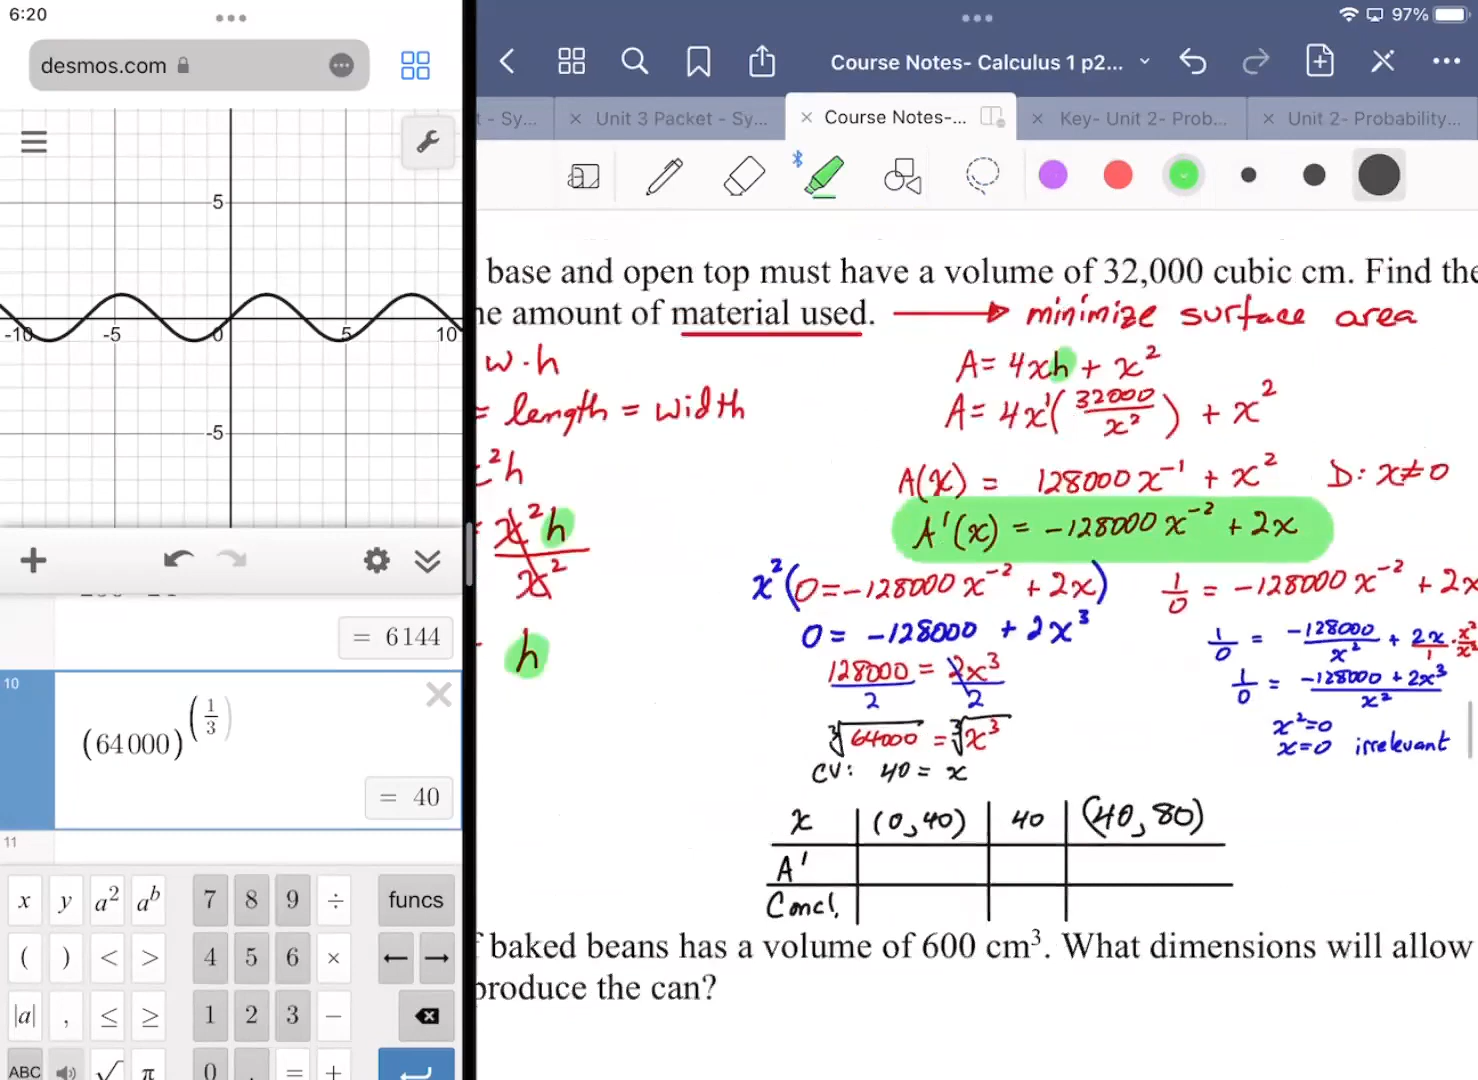 6:20
97%
desmos.com
Course Notes- Calculus 1 p2...
t - Sy...
× Unit 3 Packet - Sy...
× Course Notes-...
× Key- Unit 2- Prob...
× Unit 2- Probability...
5
-10
-5
0
5
10
-5
= 6144
10
(64000)^(1/3)
= 40
11
x y a² a^b 7 8 9 ÷ funcs
( ) < > 4 5 6 × ← →
|a| , ≤ ≥ 1 2 3 −
ABC √ π 0 . = +
base and open top must have a volume of 32,000 cubic cm. Find the
he amount of material used. → minimize surface area
w·h
= length = width
²h
x²h
x²
h
A = 4xh + x²
A = 4x(32000/x²) + x²
A(x) = 128000x⁻¹ + x² D: x≠0
A'(x) = -128000x⁻² + 2x
x²(0 = -128000x⁻² + 2x)
0 = -128000 + 2x³
128000/2 = 2x³/2
∛64000 = ∛x³
CV: 40 = x
1/0 = -128000x⁻² + 2x
1/0 = -128000/x² + 2x/1 · x²/x²
1/0 = (-128000 + 2x³)/x²
x²=0
x=0 irrelevant
x | (0,40) | 40 | (40,80)
A'
Concl.
f baked beans has a volume of 600 cm³. What dimensions will allow
produce the can?